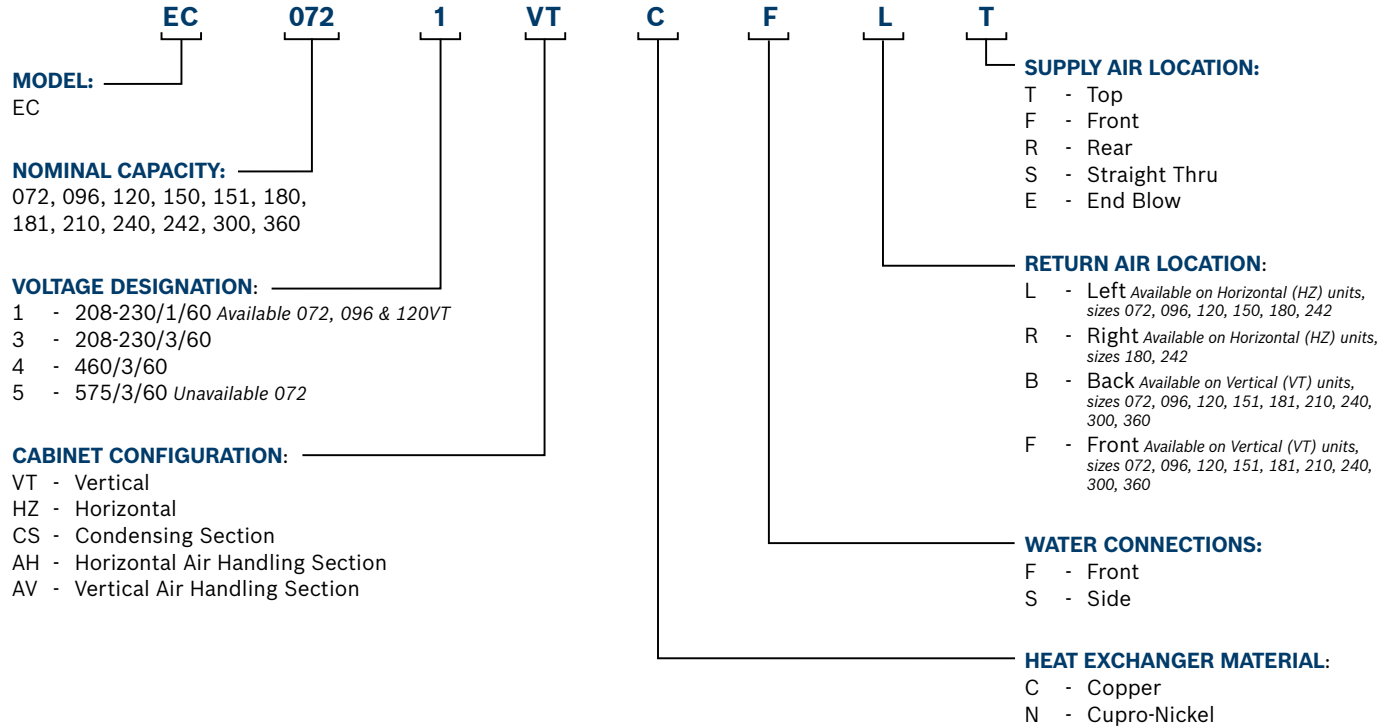 EC 072 1 VT C F L T
MODEL:
EC
NOMINAL CAPACITY:
072, 096, 120, 150, 151, 180,
181, 210, 240, 242, 300, 360
VOLTAGE DESIGNATION:
1 - 208-230/1/60 Available 072, 096 & 120VT
3 - 208-230/3/60
4 - 460/3/60
5 - 575/3/60 Unavailable 072
CABINET CONFIGURATION:
VT - Vertical
HZ - Horizontal
CS - Condensing Section
AH - Horizontal Air Handling Section
AV - Vertical Air Handling Section
SUPPLY AIR LOCATION:
T - Top
F - Front
R - Rear
S - Straight Thru
E - End Blow
RETURN AIR LOCATION:
L - Left Available on Horizontal (HZ) units,
sizes 072, 096, 120, 150, 180, 242
R - Right Available on Horizontal (HZ) units,
sizes 180, 242
B - Back Available on Vertical (VT) units,
sizes 072, 096, 120, 151, 181, 210, 240,
300, 360
F - Front Available on Vertical (VT) units,
sizes 072, 096, 120, 151, 181, 210, 240,
300, 360
WATER CONNECTIONS:
F - Front
S - Side
HEAT EXCHANGER MATERIAL:
C - Copper
N - Cupro-Nickel